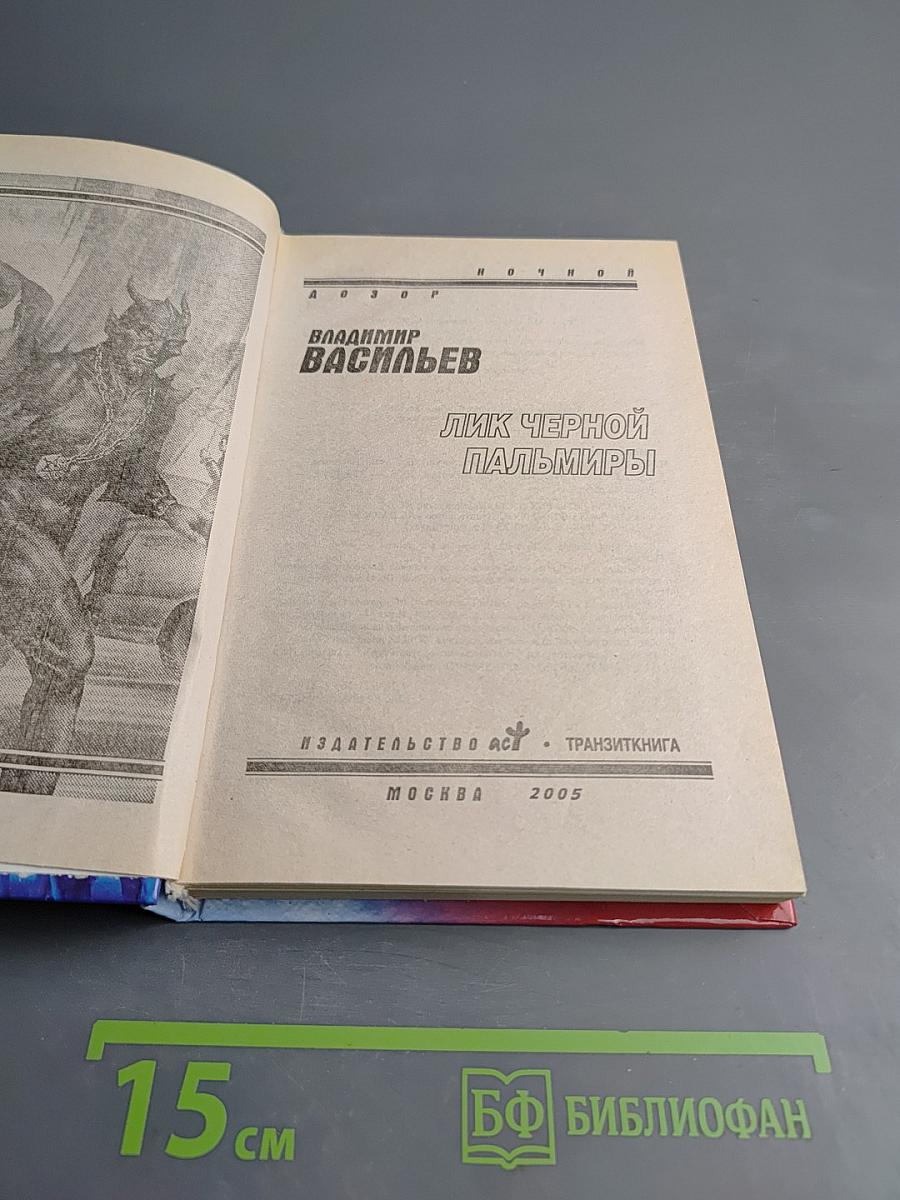 НОЧНОЙ
ДОЗОР
ВЛАДИМИР
ВАСИЛЬЕВ
ЛИК ЧЕРНОЙ
ПАЛЬМИРЫ
ИЗДАТЕЛЬСТВО аст • ТРАНЗИТКНИГА
МОСКВА 2005
15 см
БФ БИБЛИОФАН